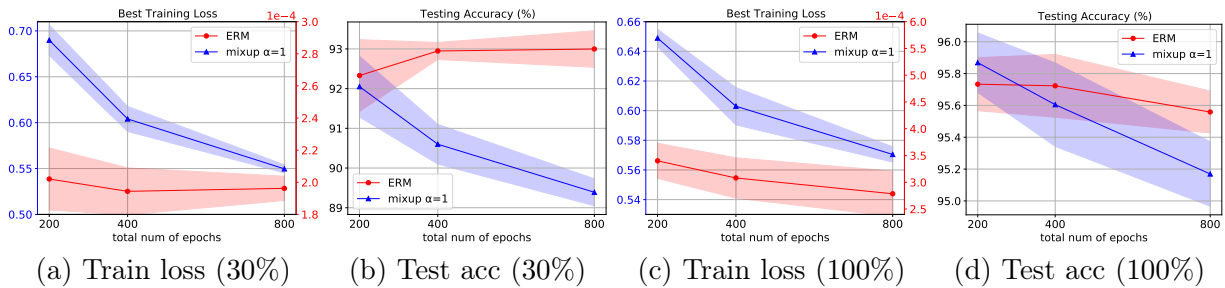 Best Training Loss
1e−4
0.70
0.65
0.60
0.55
0.50
3.0
2.8
2.6
2.4
2.2
2.0
1.8
ERM
mixup α=1
200
400
800
total num of epochs
(a) Train loss (30%)
Testing Accuracy (%)
93
92
91
90
89
ERM
mixup α=1
200
400
800
total num of epochs
(b) Test acc (30%)
Best Training Loss
1e−4
0.66
0.64
0.62
0.60
0.58
0.56
0.54
6.0
5.5
5.0
4.5
4.0
3.5
3.0
2.5
ERM
mixup α=1
200
400
800
total num of epochs
(c) Train loss (100%)
Testing Accuracy (%)
96.0
95.8
95.6
95.4
95.2
95.0
ERM
mixup α=1
200
400
800
total num of epochs
(d) Test acc (100%)